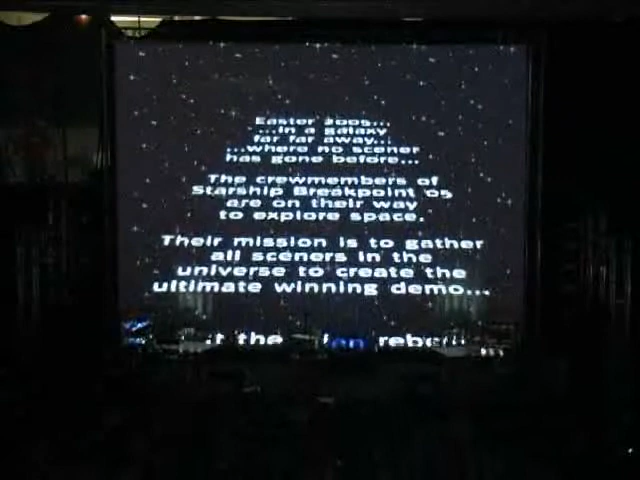 Easter 2005...
...in a galaxy
far far away...
...where no scener
has gone before...
The crewmembers of
Starship Breakpoint '05
are on their way
to explore space.
Their mission is to gather
all sceners in the
universe to create the
ultimate winning demo...
the